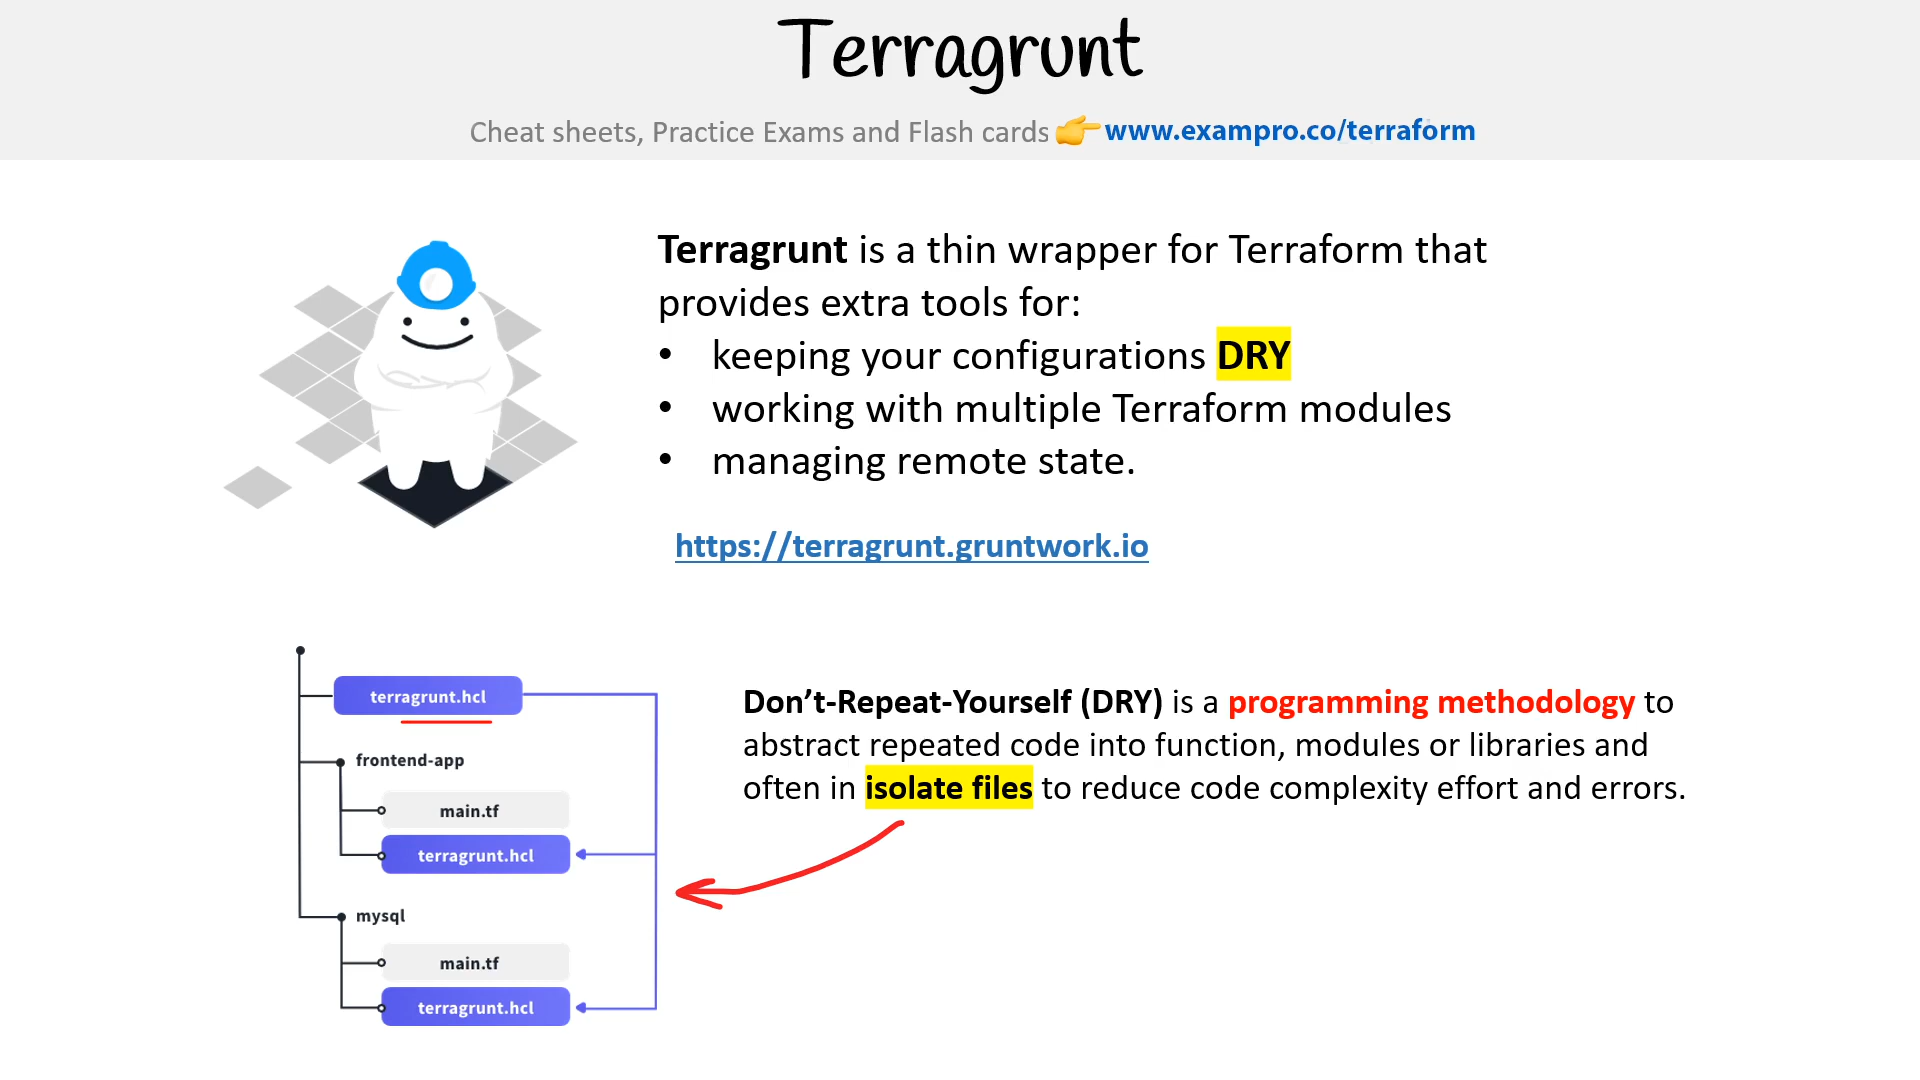 Terragrunt
Cheat sheets, Practice Exams and Flash cards 👉 www.exampro.co/terraform
Terragrunt is a thin wrapper for Terraform that
provides extra tools for:
• keeping your configurations DRY
• working with multiple Terraform modules
• managing remote state.
https://terragrunt.gruntwork.io
terragrunt.hcl
frontend-app
main.tf
terragrunt.hcl
mysql
main.tf
terragrunt.hcl
Don’t-Repeat-Yourself (DRY) is a programming methodology to
abstract repeated code into function, modules or libraries and
often in isolate files to reduce code complexity effort and errors.